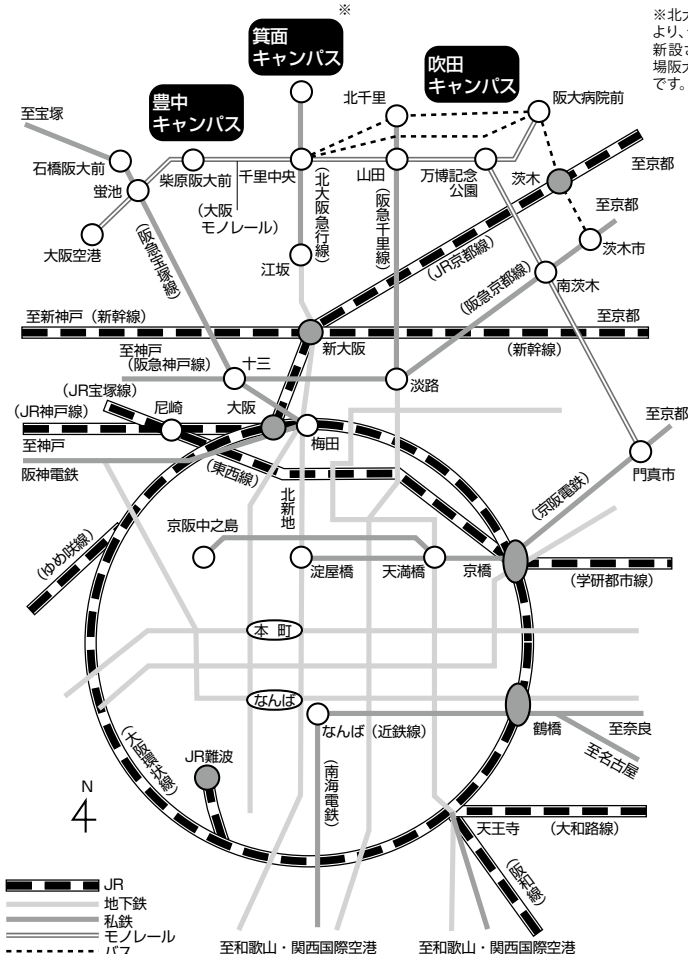 ※
箕面
キャンパス
※北大
より、
新設さ
場阪大
です。
吹田
キャンパス
豊中
キャンパス
北千里
阪大病院前
至宝塚
石橋阪大前
柴原阪大前
千里中央
山田
万博記念
公園
茨木
至京都
蛍池
(大阪
モノレール)
(北大阪急行線)
(阪急千里線)
至京都
茨木市
大阪空港
(阪急宝塚線)
江坂
(JR京都線)
(阪急京都線)
南茨木
至新神戸(新幹線)
至京都
新大阪
(新幹線)
至神戸
(阪急神戸線)
十三
淡路
(JR宝塚線)
尼崎
大阪
(JR神戸線)
梅田
至京都
至神戸
阪神電鉄
(東西線)
門真市
北新地
(京阪電鉄)
京阪中之島
(ゆめ咲線)
淀屋橋
天満橋
京橋
(学研都市線)
本町
なんば
なんば(近鉄線)
鶴橋
至奈良
至名古屋
(大阪環状線)
JR難波
(南海電鉄)
N
天王寺
(大和路線)
(阪和線)
JR
地下鉄
私鉄
モノレール
バス
至和歌山・関西国際空港
至和歌山・関西国際空港